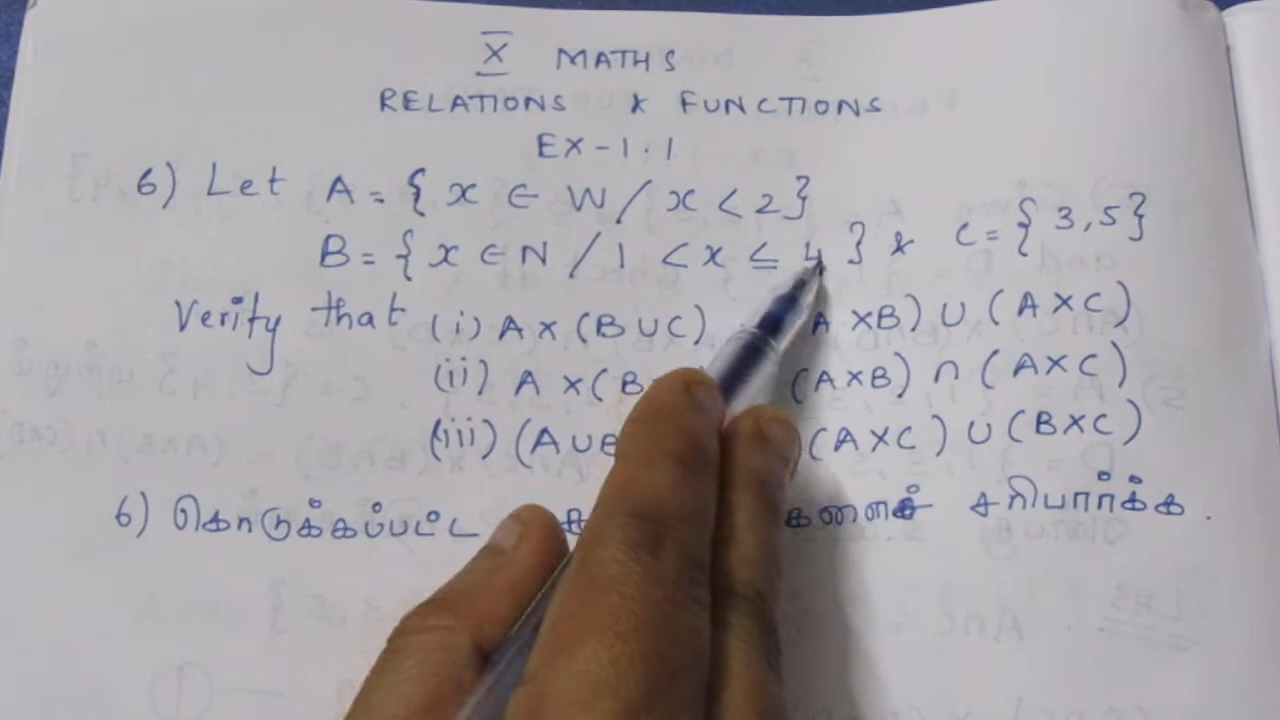 X MATHS
RELATIONS & FUNCTIONS
EX-1.1
6) Let A = { x ∈ W / x < 2 }
B = { x ∈ N / 1 < x ≤ 4 } & C = { 3, 5 }
Verify that (i) A × (B ∪ C) A × B) ∪ (A × C)
(ii) A × (B (A × B) ∩ (A × C)
(iii) (A ∪ B (A × C) ∪ (B × C)
6) கொடுக்கப்பட்ட சரிபார்க்க .